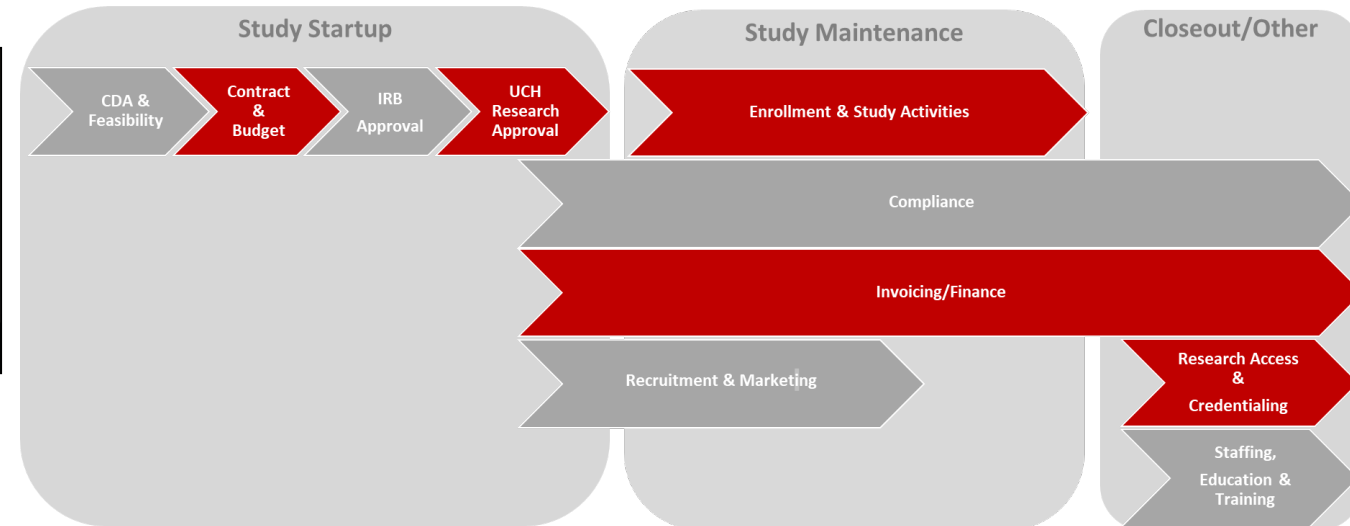 Study Startup
Study Maintenance
Closeout/Other
CDA &
Feasibility
Contract
&
Budget
IRB
Approval
UCH
Research
Approval
Enrollment & Study Activities
Compliance
Invoicing/Finance
Recruitment & Marketing
Research Access
&
Credentialing
Staffing,
Education &
Training